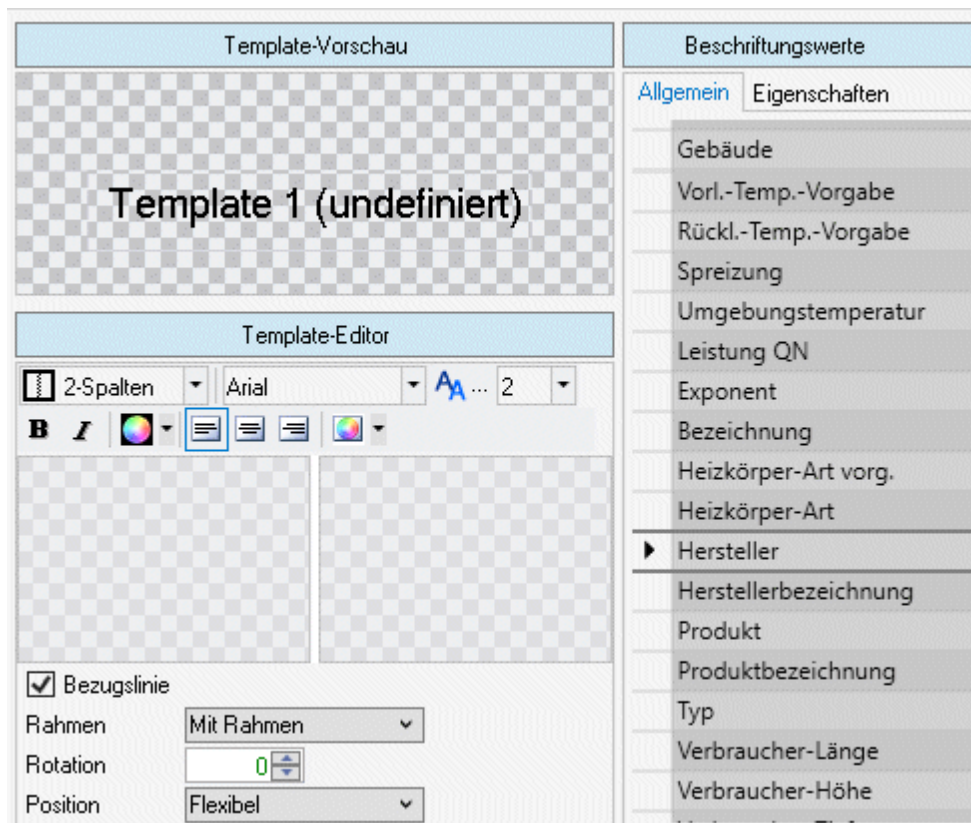 Template-Vorschau
Template 1 (undefiniert)
Template-Editor
2-Spalten
Arial
AA ... 2
B I
Bezugslinie
Rahmen Mit Rahmen
Rotation 0
Position Flexibel
Beschriftungswerte
Allgemein Eigenschaften
Gebäude
Vorl.-Temp.-Vorgabe
Rückl.-Temp.-Vorgabe
Spreizung
Umgebungstemperatur
Leistung QN
Exponent
Bezeichnung
Heizkörper-Art vorg.
Heizkörper-Art
Hersteller
Herstellerbezeichnung
Produkt
Produktbezeichnung
Typ
Verbraucher-Länge
Verbraucher-Höhe